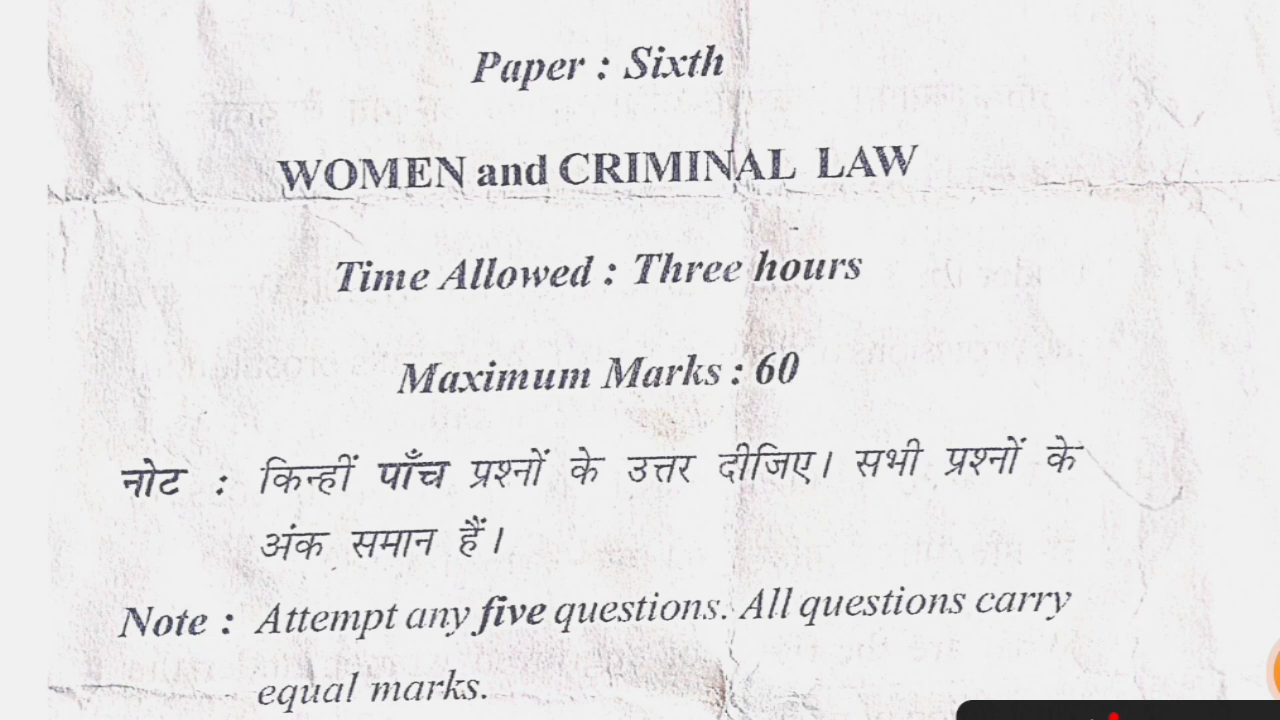 Paper : Sixth
WOMEN and CRIMINAL LAW
Time Allowed : Three hours
Maximum Marks : 60
नोट : किन्हीं पाँच प्रश्नों के उत्तर दीजिए। सभी प्रश्नों के
अंक समान हैं।
Note : Attempt any five questions. All questions carry
equal marks.